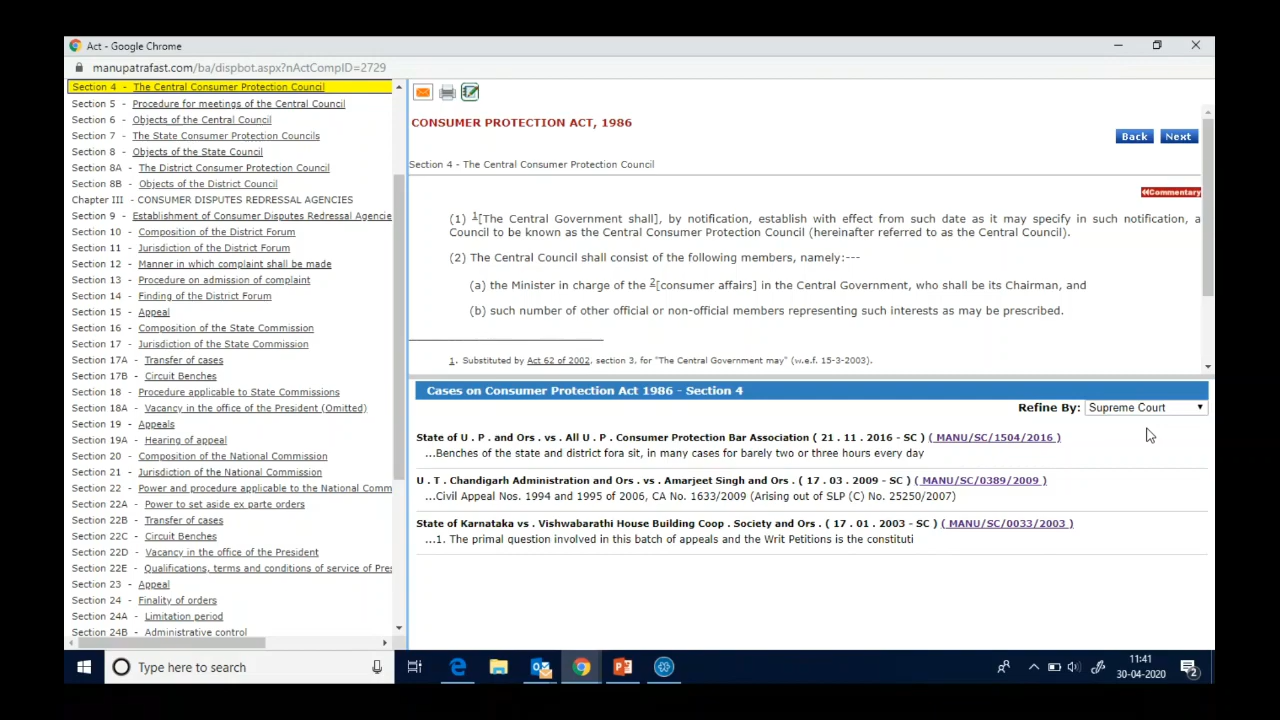 Act - Google Chrome
manupatrafast.com/ba/dispbot.aspx?nActCompID=2729
Section 4 - The Central Consumer Protection Council
Section 5 - Procedure for meetings of the Central Council
Section 6 - Objects of the Central Council
Section 7 - The State Consumer Protection Councils
Section 8 - Objects of the State Council
Section 8A - The District Consumer Protection Council
Section 8B - Objects of the District Council
Chapter III - CONSUMER DISPUTES REDRESSAL AGENCIES
Section 9 - Establishment of Consumer Disputes Redressal Agencie
Section 10 - Composition of the District Forum
Section 11 - Jurisdiction of the District Forum
Section 12 - Manner in which complaint shall be made
Section 13 - Procedure on admission of complaint
Section 14 - Finding of the District Forum
Section 15 - Appeal
Section 16 - Composition of the State Commission
Section 17 - Jurisdiction of the State Commission
Section 17A - Transfer of cases
Section 17B - Circuit Benches
Section 18 - Procedure applicable to State Commissions
Section 18A - Vacancy in the office of the President (Omitted)
Section 19 - Appeals
Section 19A - Hearing of appeal
Section 20 - Composition of the National Commission
Section 21 - Jurisdiction of the National Commission
Section 22 - Power and procedure applicable to the National Comm
Section 22A - Power to set aside ex parte orders
Section 22B - Transfer of cases
Section 22C - Circuit Benches
Section 22D - Vacancy in the office of the President
Section 22E - Qualifications, terms and conditions of service of Pres
Section 23 - Appeal
Section 24 - Finality of orders
Section 24A - Limitation period
Section 24B - Administrative control
CONSUMER PROTECTION ACT, 1986
Back Next
Section 4 - The Central Consumer Protection Council
Commentary
(1) 1[The Central Government shall], by notification, establish with effect from such date as it may specify in such notification, a
Council to be known as the Central Consumer Protection Council (hereinafter referred to as the Central Council).
(2) The Central Council shall consist of the following members, namely:---
(a) the Minister in charge of the 2[consumer affairs] in the Central Government, who shall be its Chairman, and
(b) such number of other official or non-official members representing such interests as may be prescribed.
1. Substituted by Act 62 of 2002, section 3, for "The Central Government may" (w.e.f. 15-3-2003).
Cases on Consumer Protection Act 1986 - Section 4
Refine By: Supreme Court
State of U . P . and Ors . vs . All U . P . Consumer Protection Bar Association ( 21 . 11 . 2016 - SC ) ( MANU/SC/1504/2016 )
...Benches of the state and district fora sit, in many cases for barely two or three hours every day
U . T . Chandigarh Administration and Ors . vs . Amarjeet Singh and Ors . ( 17 . 03 . 2009 - SC ) ( MANU/SC/0389/2009 )
...Civil Appeal Nos. 1994 and 1995 of 2006, CA No. 1633/2009 (Arising out of SLP (C) No. 25250/2007)
State of Karnataka vs . Vishwabarathi House Building Coop . Society and Ors . ( 17 . 01 . 2003 - SC ) ( MANU/SC/0033/2003 )
...1. The primal question involved in this batch of appeals and the Writ Petitions is the constituti
Type here to search
11:41
30-04-2020
2